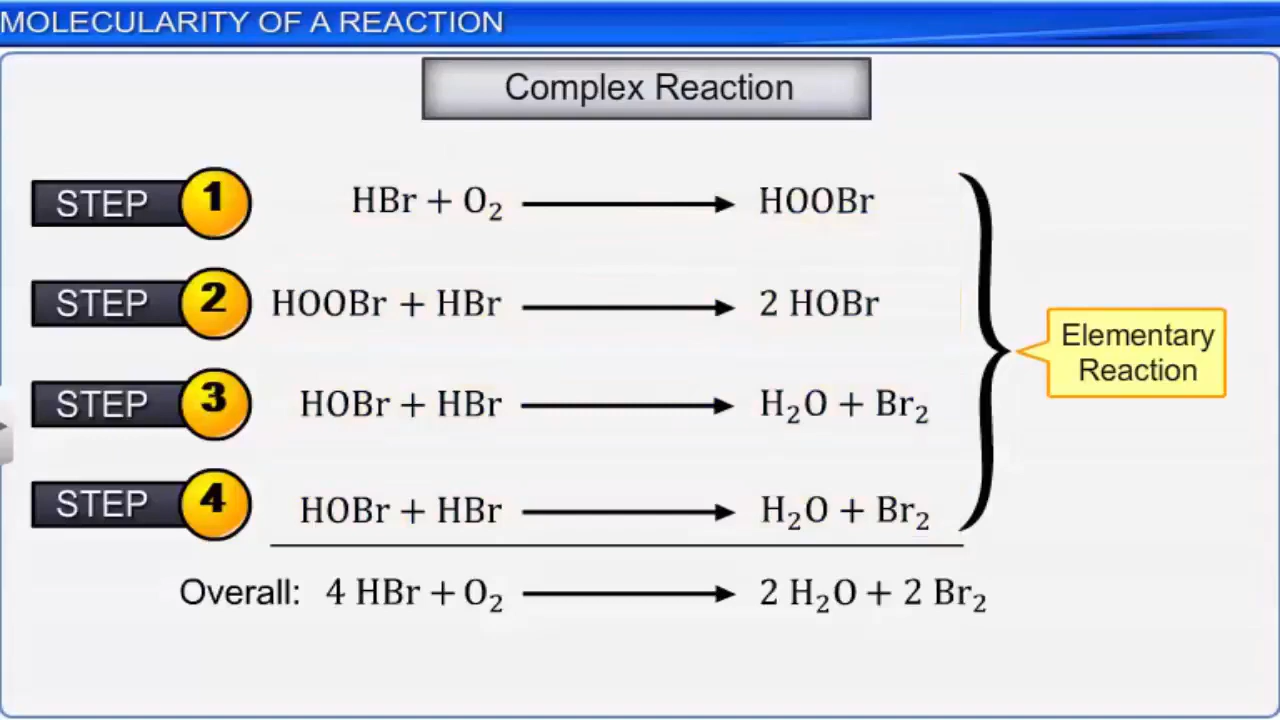 MOLECULARITY OF A REACTION
Complex Reaction
STEP 1 HBr + O₂ ⟶ HOOBr
STEP 2 HOOBr + HBr ⟶ 2 HOBr
Elementary
Reaction
STEP 3 HOBr + HBr ⟶ H₂O + Br₂
STEP 4 HOBr + HBr ⟶ H₂O + Br₂
Overall: 4 HBr + O₂ ⟶ 2 H₂O + 2 Br₂